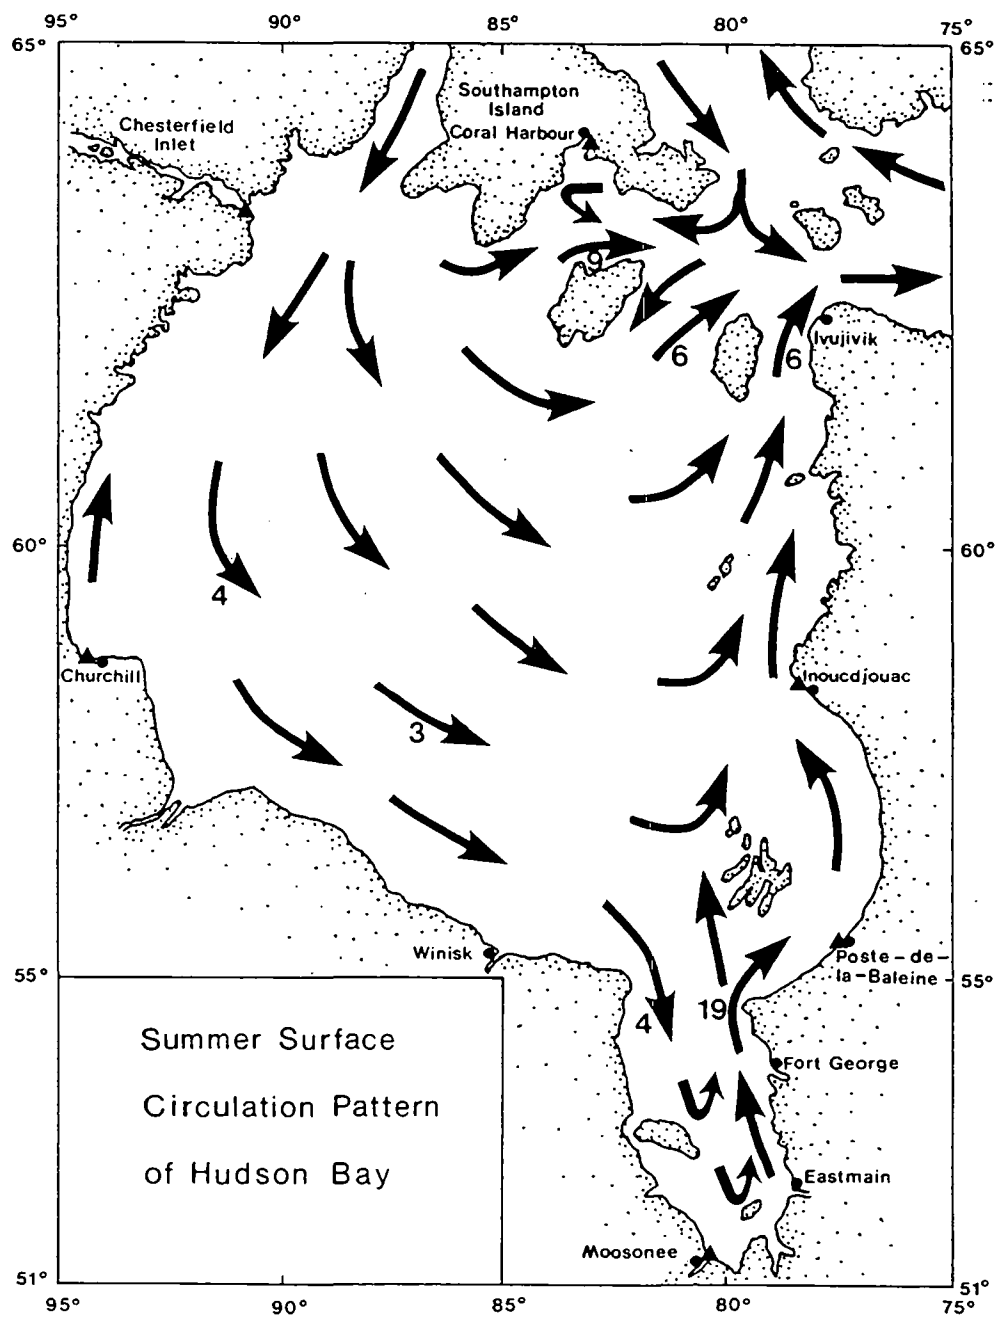 95° 90° 85° 80° 75°
65° 65°
Southampton
Island
Coral Harbour
Chesterfield
Inlet
9
Ivujivik
6 6
60° 60°
4
Churchill
Inoucdjouac
3
Winisk
Poste-de-
la-Baleine
55° 55°
4 19
Summer Surface
Circulation Pattern
of Hudson Bay
Fort George
Eastmain
Moosonee
51° 51°
95° 90° 85° 80° 75°